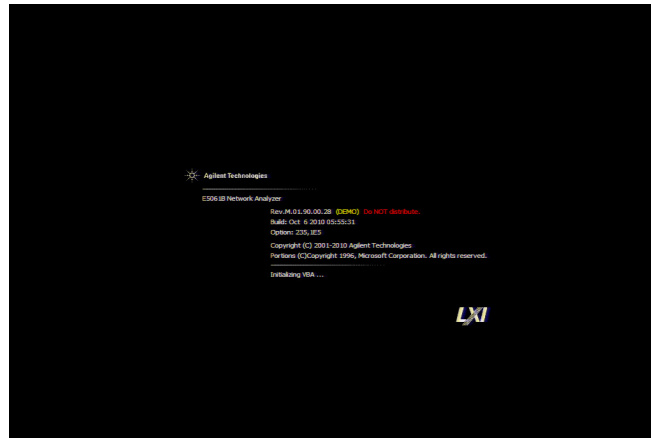 Agilent Technologies
E5061B Network Analyzer
Rev.M.01.90.00.28 (DEMO) Do NOT distribute.
Build: Oct 6 2010 05:55:31
Option: 235, 1E5
Copyright (C) 2001-2010 Agilent Technologies
Portions (C)Copyright 1996, Microsoft Corporation. All rights reserved.
Initializing VBA ...
LXI